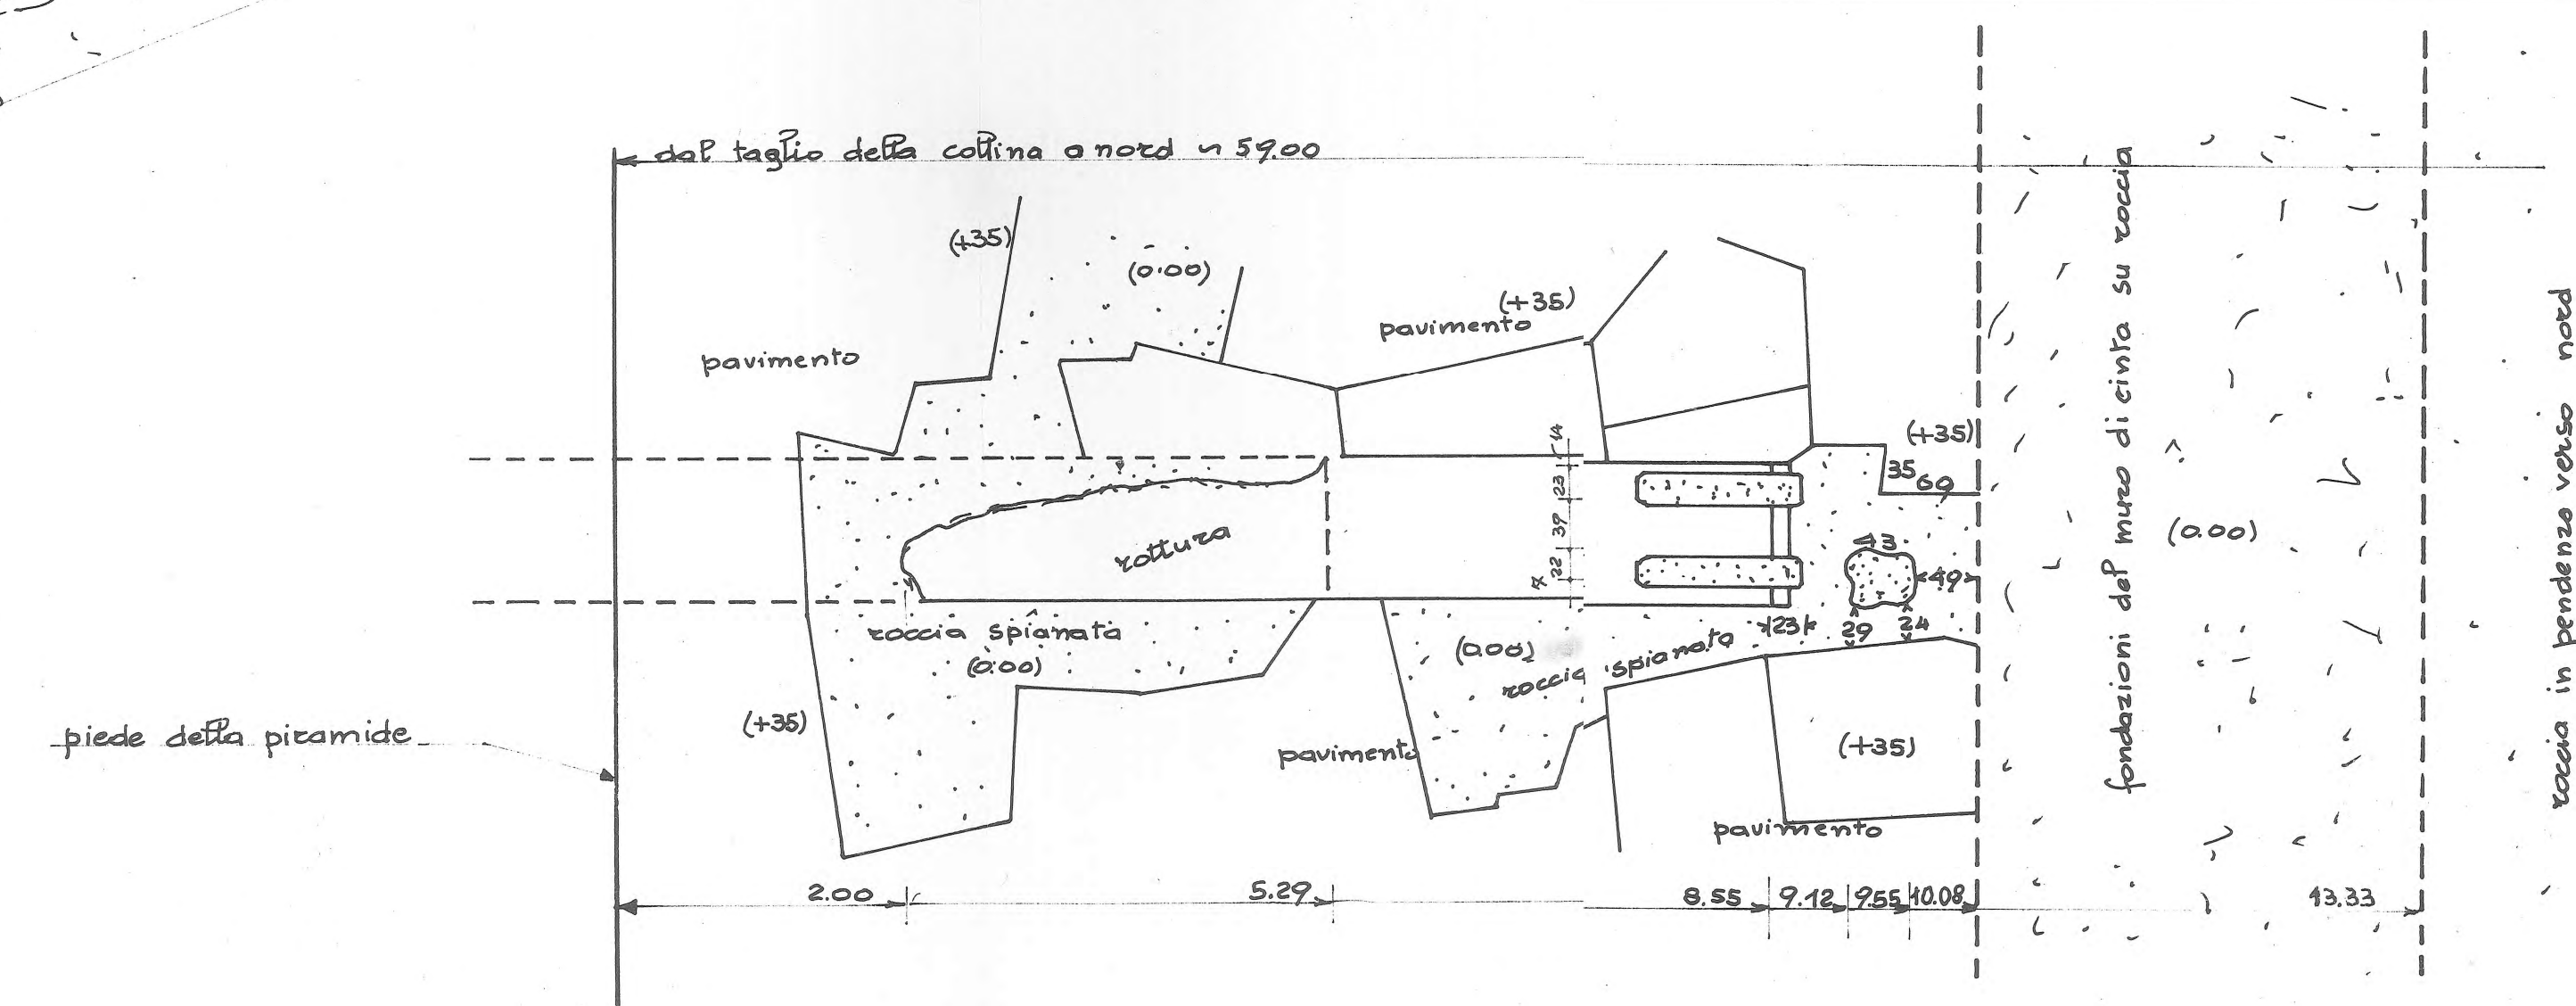 dal taglio della collina a nord ~ 59.00
(+35)
(0.00)
pavimento
(+35)
pavimento
(+35)
35
69
14
23
39
22
7
rottura
43
49
23
29
24
roccia spianata
(0.00)
(0.00)
roccia spianata
(+35)
pavimento
(+35)
pavimento
piede della piramide
2.00
5.29
8.55
9.12
9.55
10.08
13.33
fondazioni del muro di cinta su roccia
(0.00)
roccia in pendenza verso nord